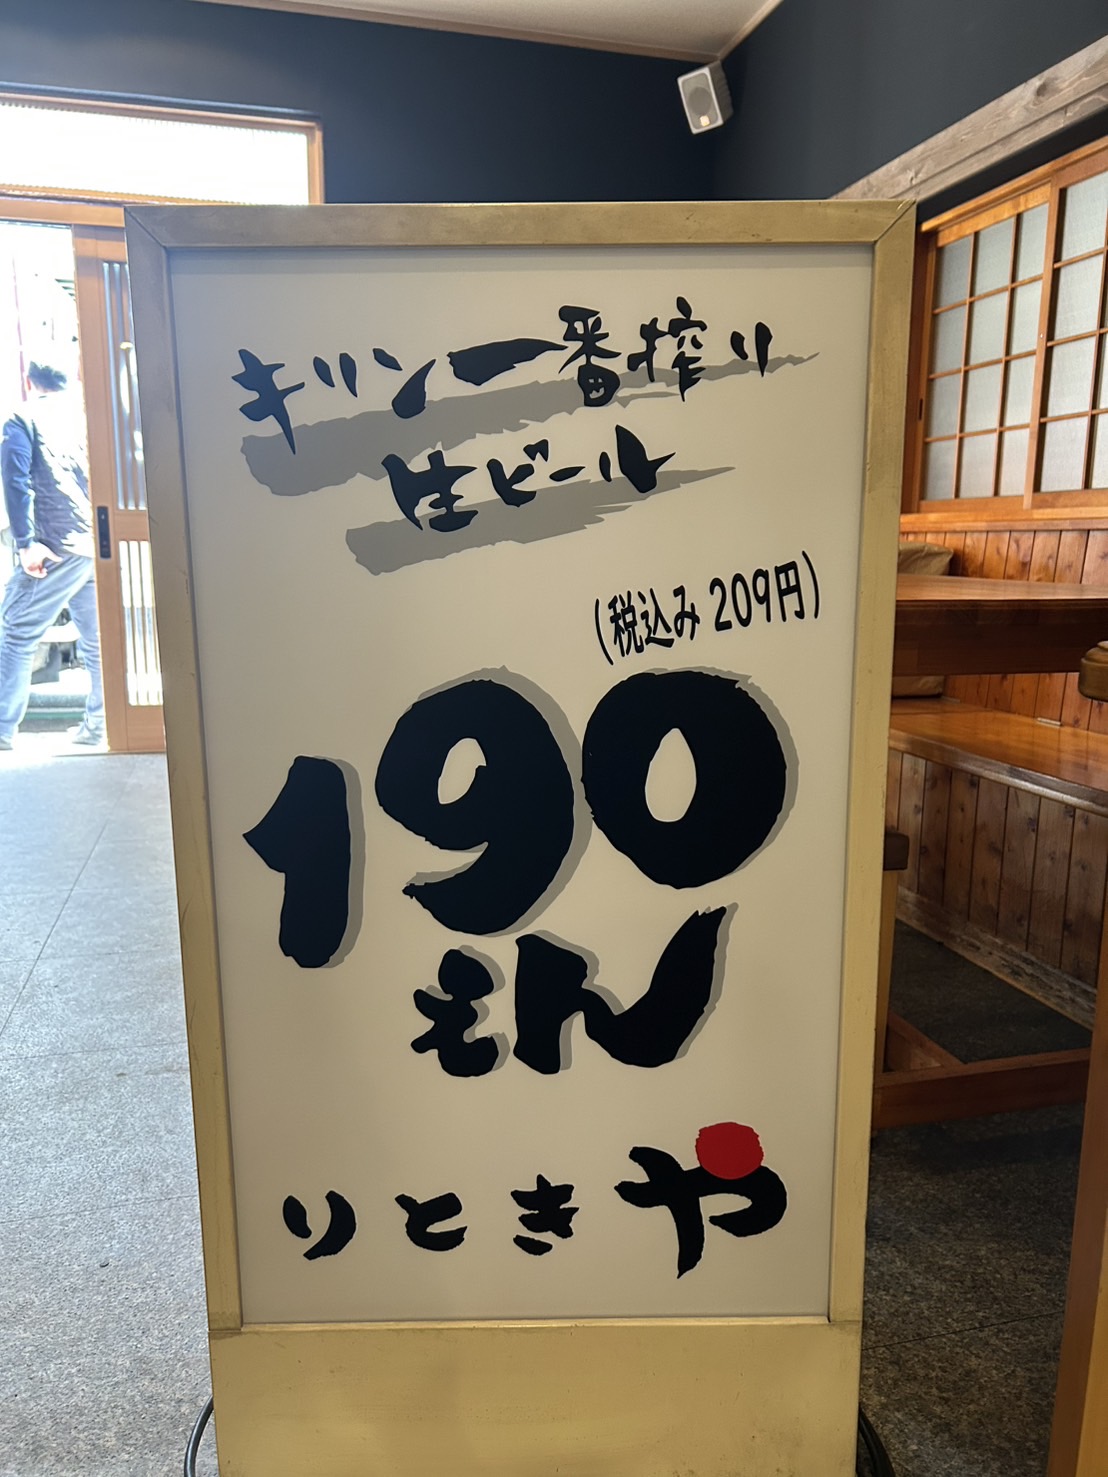 キリン一番搾り
生ビール
(税込み 209円)
190
えん
りときや